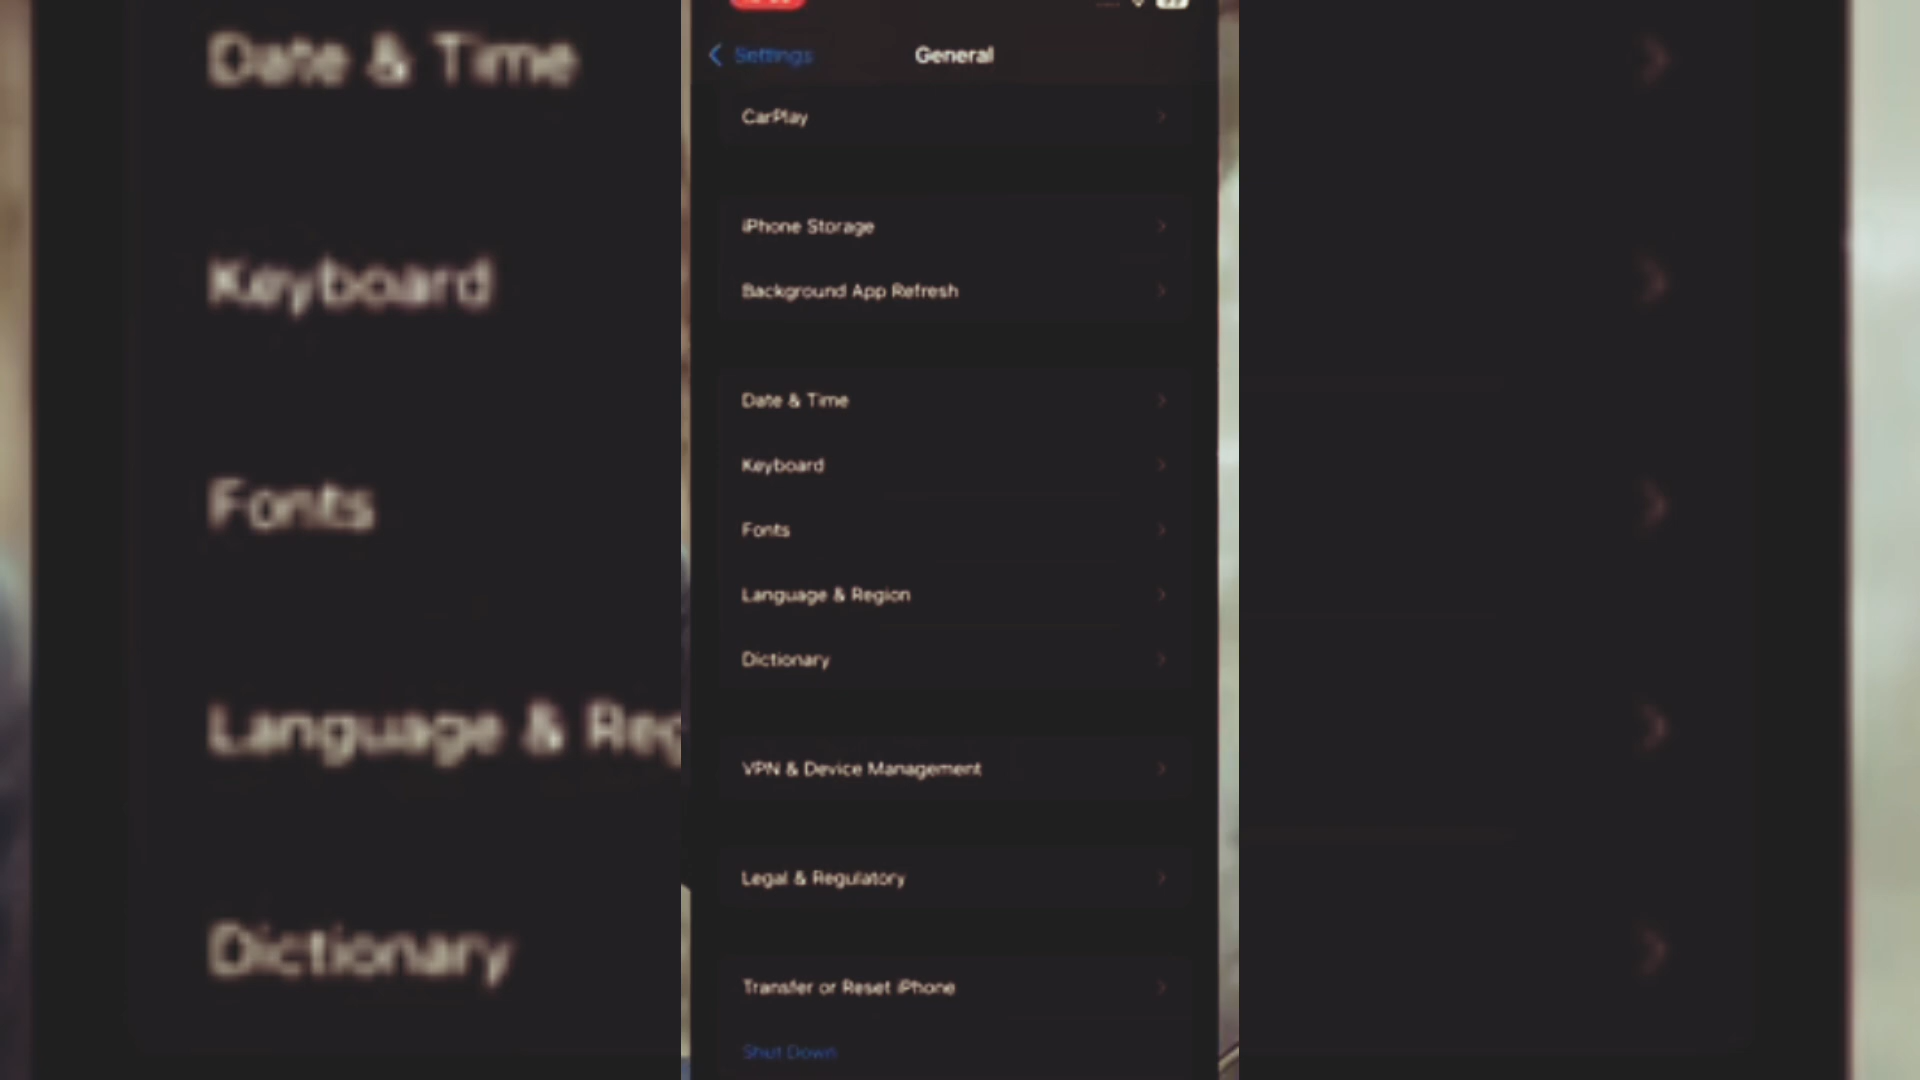 Settings
General
CarPlay
iPhone Storage
Background App Refresh
Date & Time
Keyboard
Fonts
Language & Region
Dictionary
VPN & Device Management
Legal & Regulatory
Transfer or Reset iPhone
Shut Down
Date & Time
Keyboard
Fonts
Language &
Dictionary